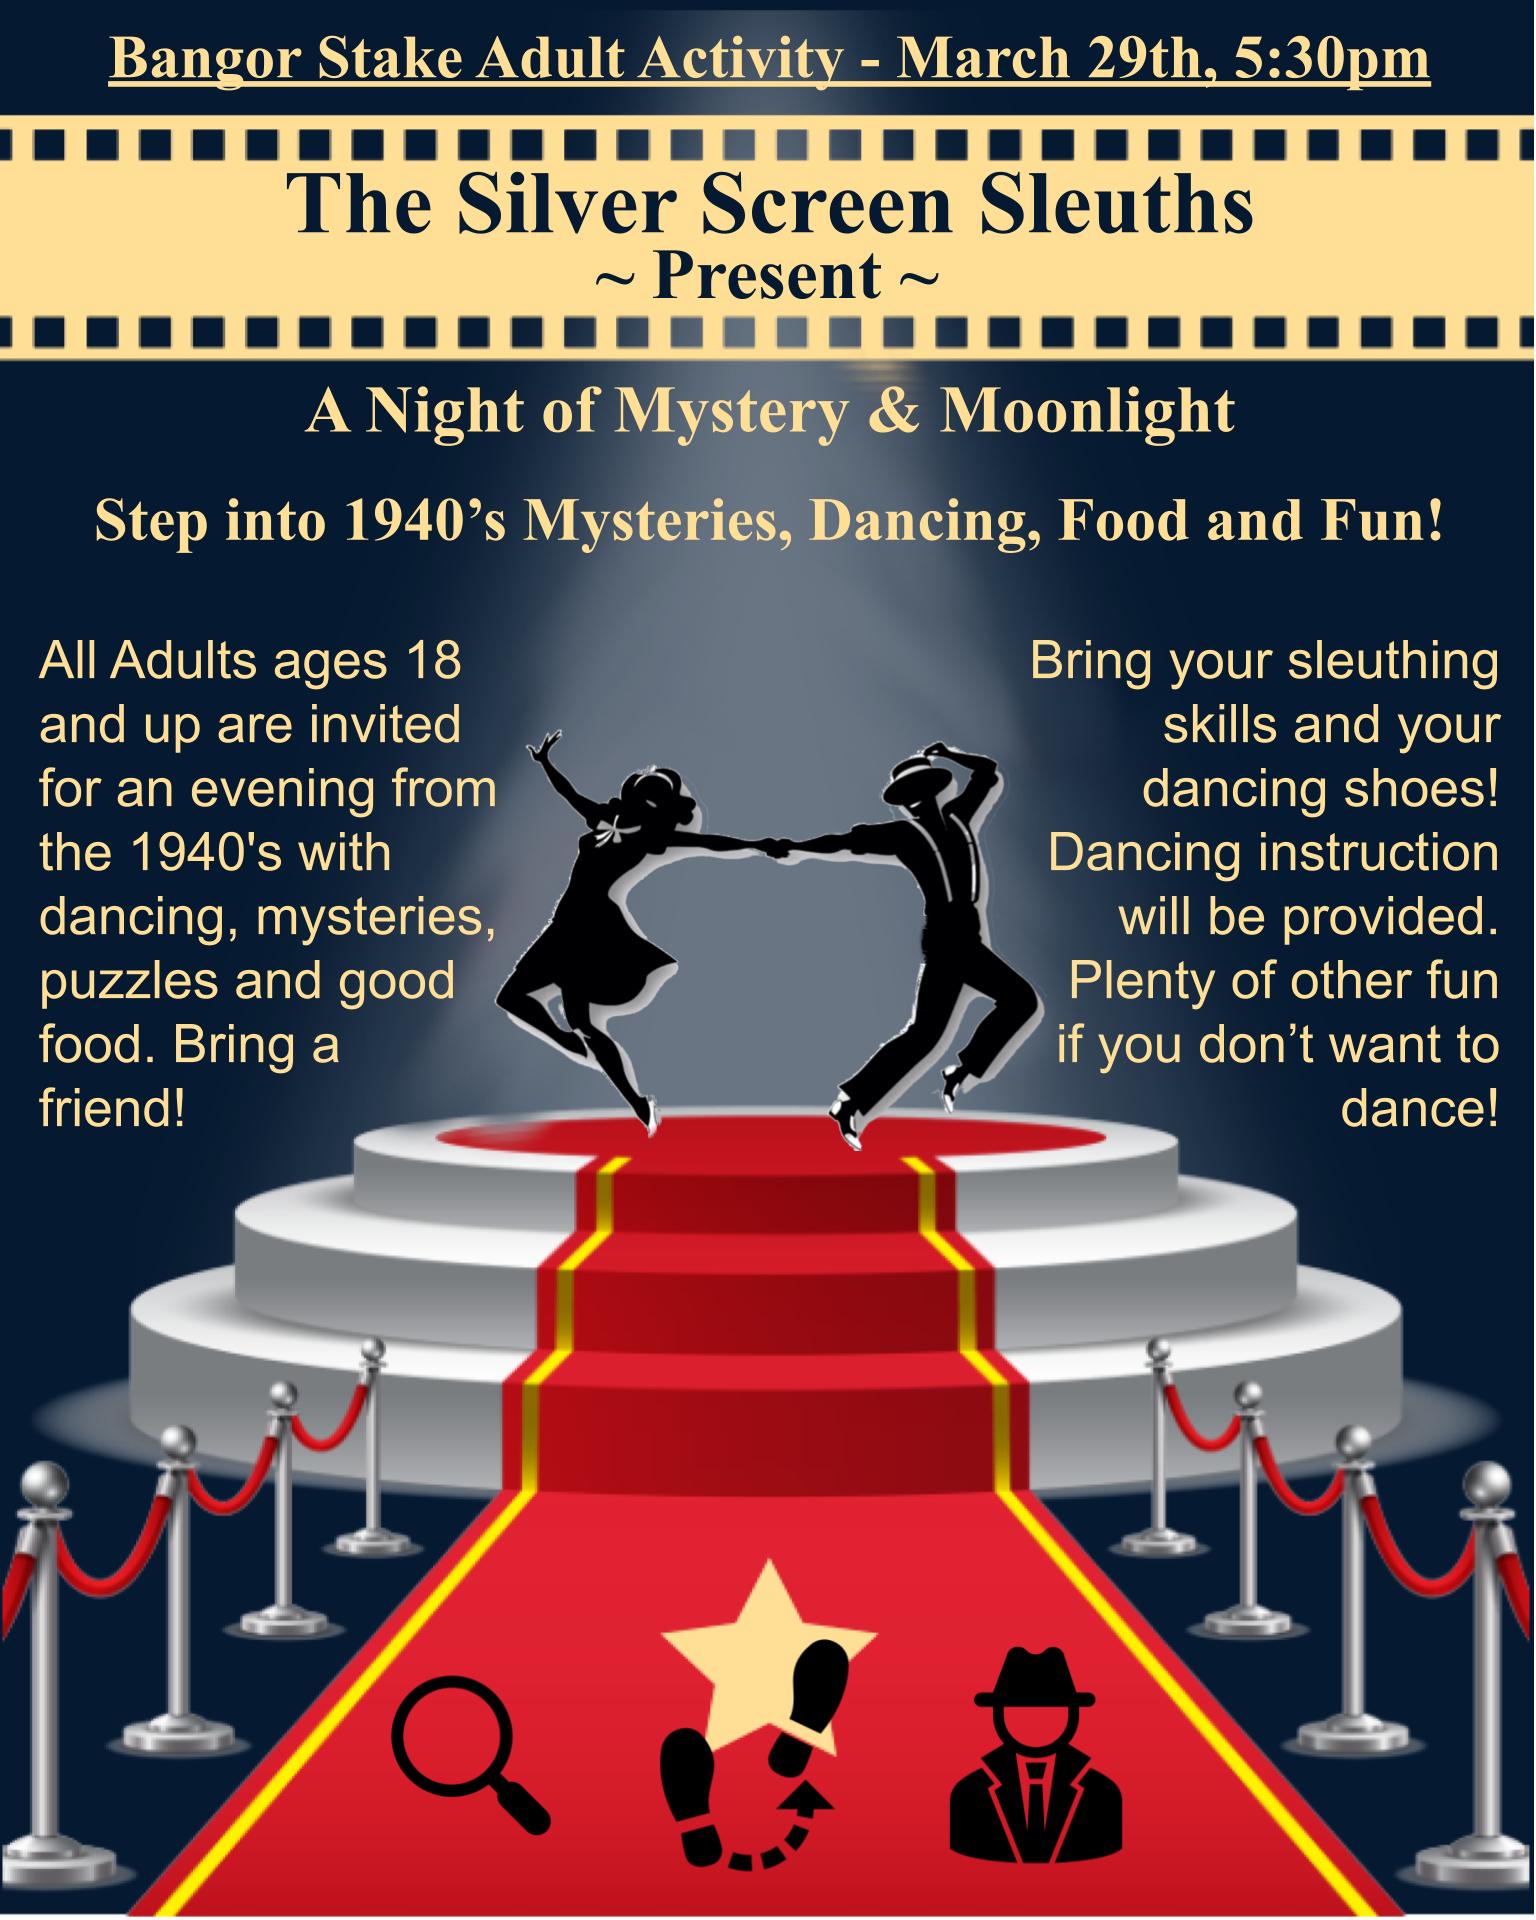 Bangor Stake Adult Activity - March 29th, 5:30pm
The Silver Screen Sleuths
~ Present ~
A Night of Mystery & Moonlight
Step into 1940’s Mysteries, Dancing, Food and Fun!
All Adults ages 18
and up are invited
for an evening from
the 1940's with
dancing, mysteries,
puzzles and good
food. Bring a
friend!
Bring your sleuthing
skills and your
dancing shoes!
Dancing instruction
will be provided.
Plenty of other fun
if you don’t want to
dance!